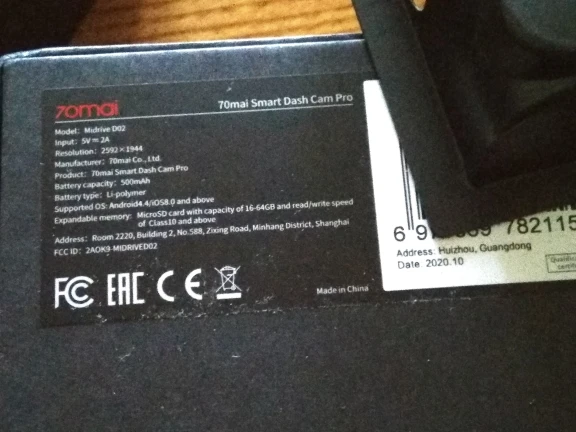 70mai
70mai Smart Dash Cam Pro
Model: Midrive D02
Input: 5V⎓2A
Resolution: 2592×1944
Manufacturer: 70mai Co., Ltd.
Product: 70mai Smart Dash Cam Pro
Battery capacity: 500mAh
Battery type: Li-polymer
Supported OS: Android4.4/iOS8.0 and above
Expandable memory: MicroSD card with capacity of 16-64GB and read/write speed
of Class10 and above
Address: Room 2220, Building 2, No.588, Zixing Road, Minhang District, Shanghai
FCC ID: 2AOK9-MIDRIVED02
FC EAC CE
Made in China
782115
Address: Huizhou, Guangdong
Date: 2020.10